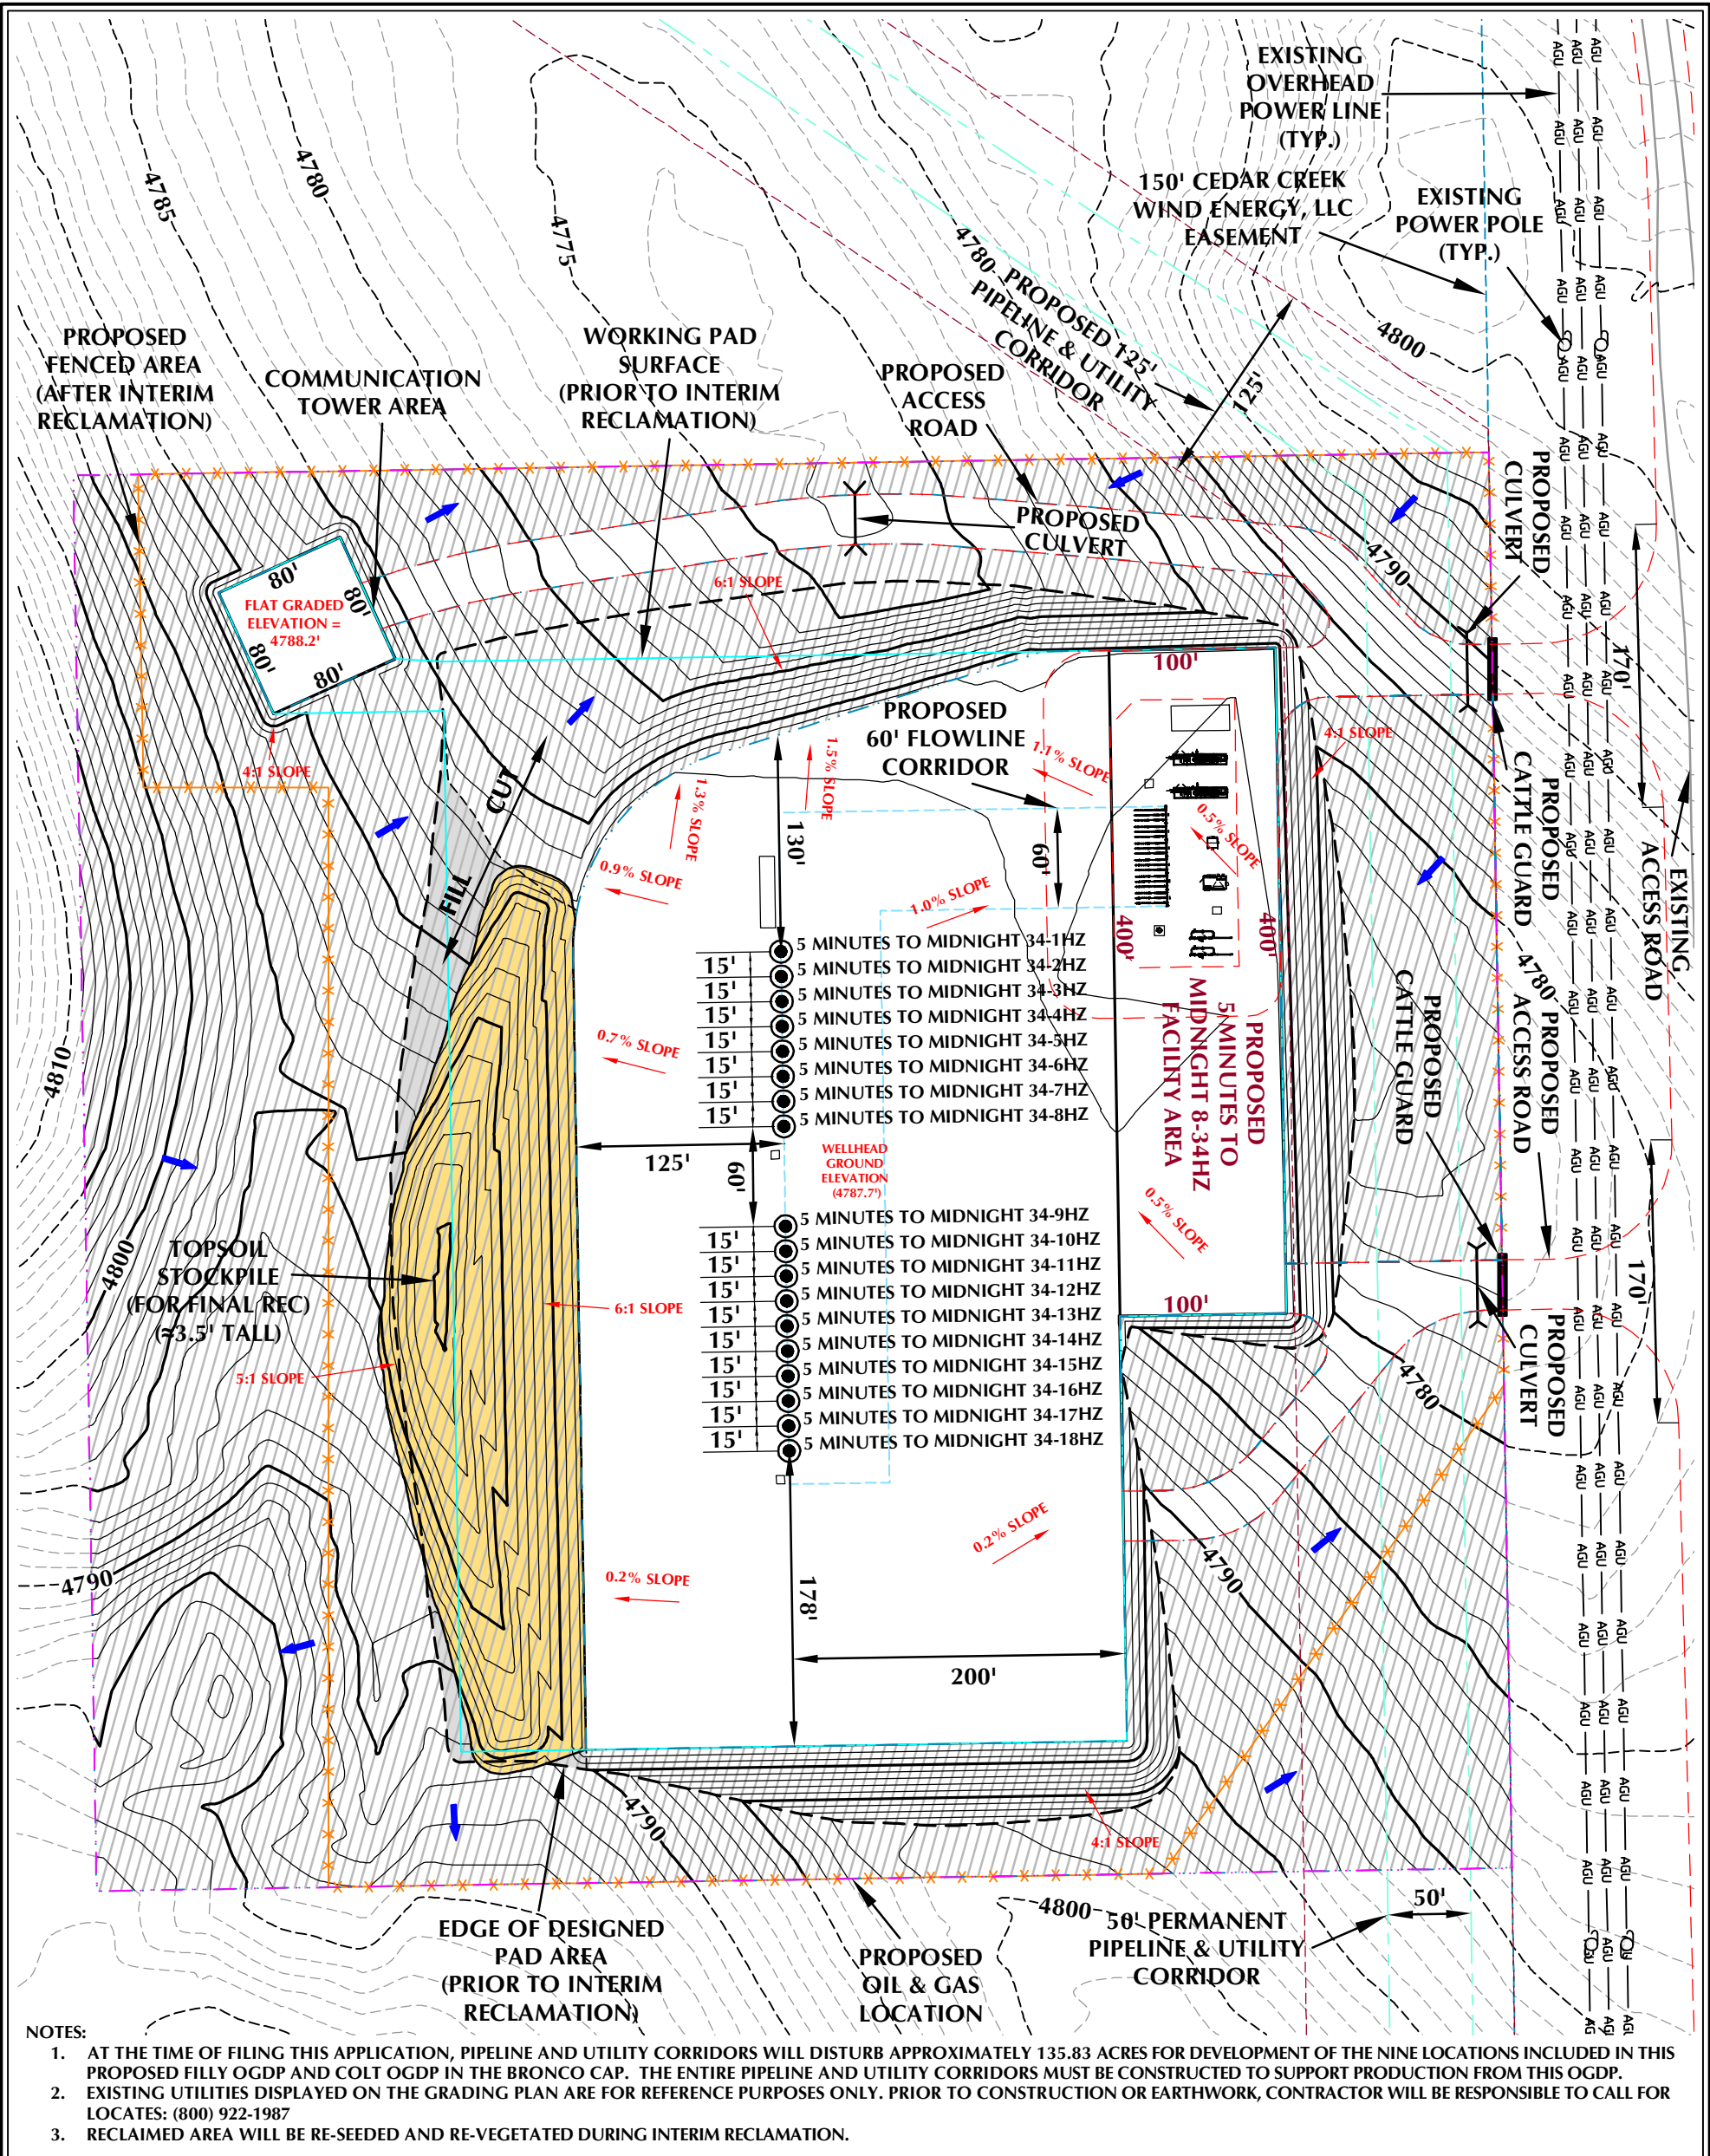 EXISTING
OVERHEAD
POWER LINE
(TYP.)
150' CEDAR CREEK
WIND ENERGY, LLC
EASEMENT
EXISTING
POWER POLE
(TYP.)
4785
4780
4775
4780
PROPOSED 125'
PIPELINE & UTILITY
CORRIDOR
125'
4800
PROPOSED
FENCED AREA
(AFTER INTERIM
RECLAMATION)
COMMUNICATION
TOWER AREA
WORKING PAD
SURFACE
(PRIOR TO INTERIM
RECLAMATION)
PROPOSED
ACCESS
ROAD
PROPOSED
CULVERT
PROPOSED
CULVERT
4790
80'
80'
80'
80'
FLAT GRADED
ELEVATION =
4788.2'
6:1 SLOPE
4:1 SLOPE
100'
170'
PROPOSED
60' FLOWLINE
CORRIDOR
1.1% SLOPE
4:1 SLOPE
1.5% SLOPE
1.3% SLOPE
CUT
FILL
130'
60'
0.5% SLOPE
0.9% SLOPE
1.0% SLOPE
400'
400'
PROPOSED
CATTLE GUARD
EXISTING
ACCESS ROAD
5 MINUTES TO MIDNIGHT 34-1HZ
15' 5 MINUTES TO MIDNIGHT 34-2HZ
15' 5 MINUTES TO MIDNIGHT 34-3HZ
15' 5 MINUTES TO MIDNIGHT 34-4HZ
15' 5 MINUTES TO MIDNIGHT 34-5HZ
15' 5 MINUTES TO MIDNIGHT 34-6HZ
15' 5 MINUTES TO MIDNIGHT 34-7HZ
15' 5 MINUTES TO MIDNIGHT 34-8HZ
0.7% SLOPE
125'
60'
WELLHEAD
GROUND
ELEVATION
(4787.7')
PROPOSED
5 MINUTES TO
MIDNIGHT 8-34HZ
FACILITY AREA
0.5% SLOPE
4780
PROPOSED
ACCESS ROAD
PROPOSED
CATTLE GUARD
4810
4800
5 MINUTES TO MIDNIGHT 34-9HZ
15' 5 MINUTES TO MIDNIGHT 34-10HZ
15' 5 MINUTES TO MIDNIGHT 34-11HZ
15' 5 MINUTES TO MIDNIGHT 34-12HZ
15' 5 MINUTES TO MIDNIGHT 34-13HZ
15' 5 MINUTES TO MIDNIGHT 34-14HZ
15' 5 MINUTES TO MIDNIGHT 34-15HZ
15' 5 MINUTES TO MIDNIGHT 34-16HZ
15' 5 MINUTES TO MIDNIGHT 34-17HZ
15' 5 MINUTES TO MIDNIGHT 34-18HZ
TOPSOIL
STOCKPILE
(FOR FINAL REC)
(≈3.5' TALL)
6:1 SLOPE
5:1 SLOPE
100'
170'
PROPOSED
CULVERT
4780
4790
0.2% SLOPE
0.2% SLOPE
178'
200'
4790
4790
4:1 SLOPE
4800
50'
EDGE OF DESIGNED
PAD AREA
(PRIOR TO INTERIM
RECLAMATION)
PROPOSED
OIL & GAS
LOCATION
50' PERMANENT
PIPELINE & UTILITY
CORRIDOR
AGU AGU AGU
NOTES:
1. AT THE TIME OF FILING THIS APPLICATION, PIPELINE AND UTILITY CORRIDORS WILL DISTURB APPROXIMATELY 135.83 ACRES FOR DEVELOPMENT OF THE NINE LOCATIONS INCLUDED IN THIS
PROPOSED FILLY OGDP AND COLT OGDP IN THE BRONCO CAP. THE ENTIRE PIPELINE AND UTILITY CORRIDORS MUST BE CONSTRUCTED TO SUPPORT PRODUCTION FROM THIS OGDP.
2. EXISTING UTILITIES DISPLAYED ON THE GRADING PLAN ARE FOR REFERENCE PURPOSES ONLY. PRIOR TO CONSTRUCTION OR EARTHWORK, CONTRACTOR WILL BE RESPONSIBLE TO CALL FOR
LOCATES: (800) 922-1987
3. RECLAIMED AREA WILL BE RE-SEEDED AND RE-VEGETATED DURING INTERIM RECLAMATION.